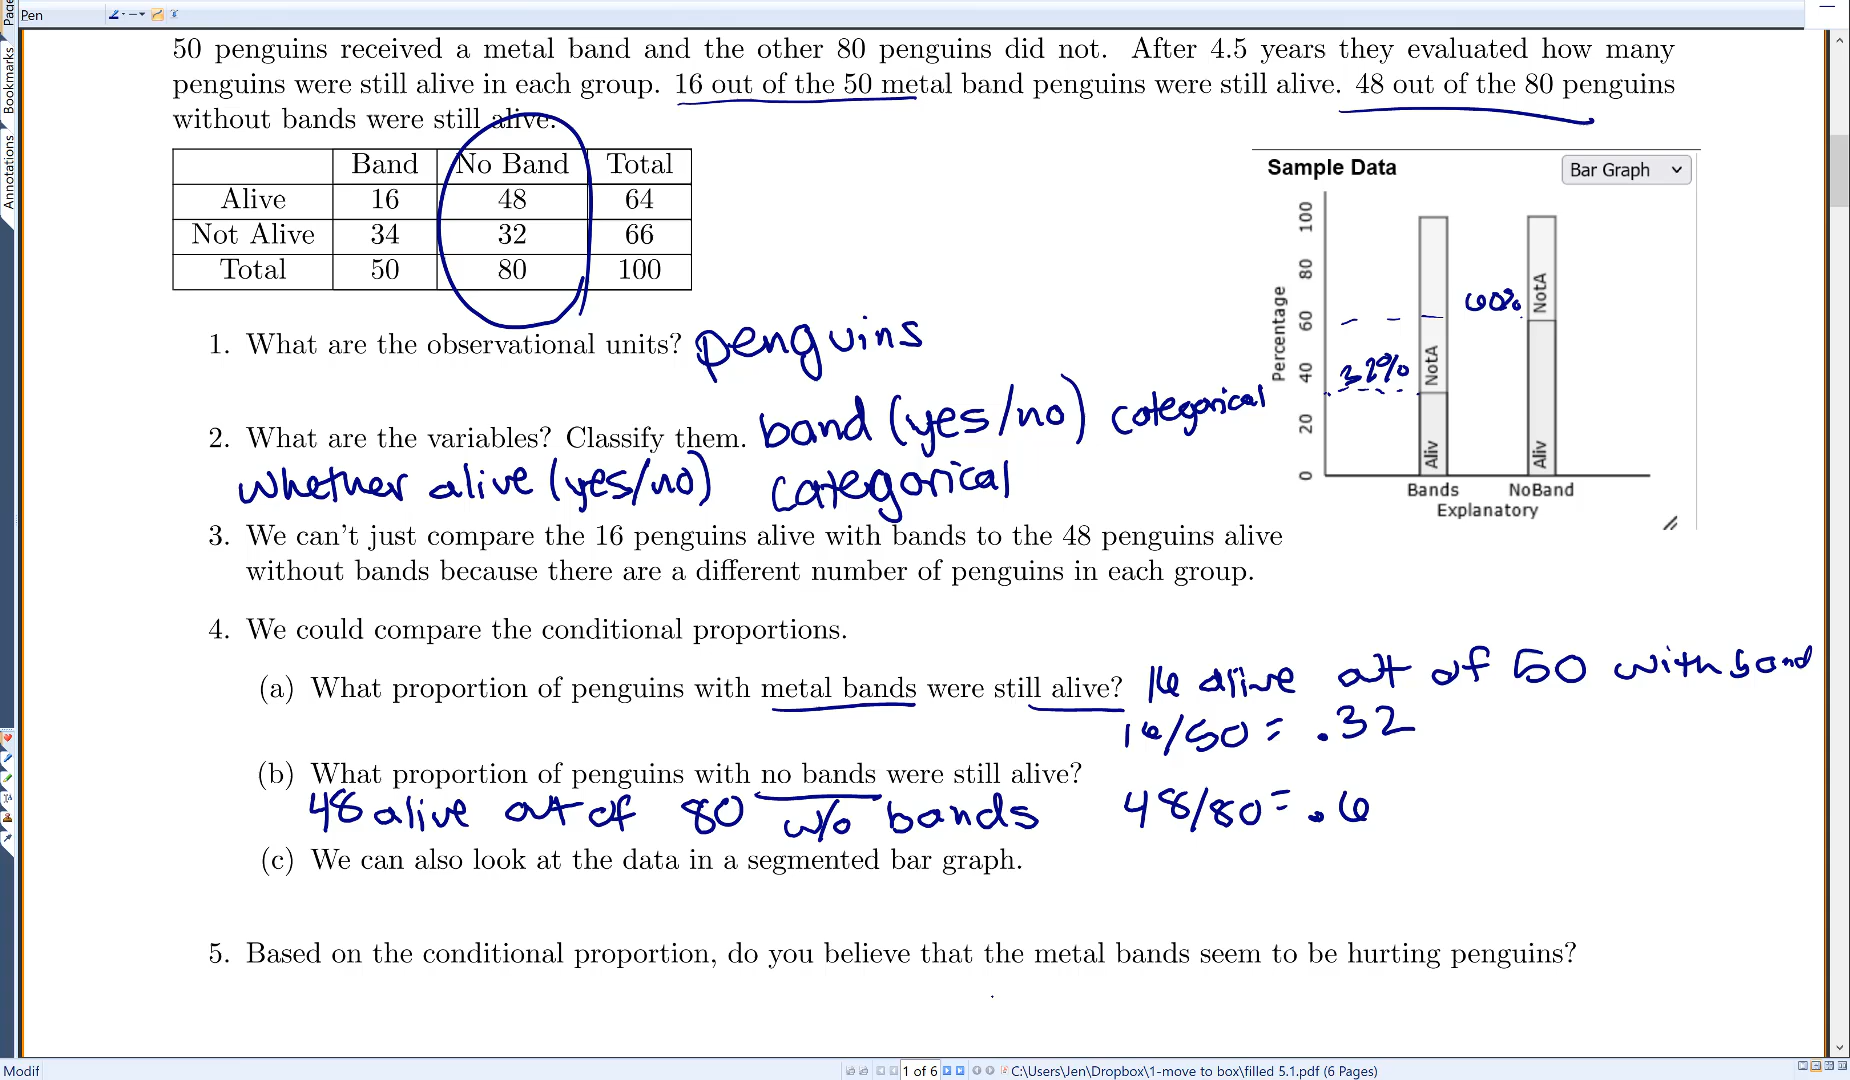 Pen
Page
Bookmarks
Annotations
50 penguins received a metal band and the other 80 penguins did not. After 4.5 years they evaluated how many
penguins were still alive in each group. 16 out of the 50 metal band penguins were still alive. 48 out of the 80 penguins
without bands were still alive.
Band No Band Total
Alive 16 48 64
Not Alive 34 32 66
Total 50 80 100
Sample Data
Bar Graph
Percentage
100
80
60
40
20
0
60%
32%
NotA
Aliv
NotA
Aliv
Bands NoBand
Explanatory
1. What are the observational units? penguins
2. What are the variables? Classify them. band (yes/no) categorical
whether alive (yes/no) categorical
3. We can't just compare the 16 penguins alive with bands to the 48 penguins alive
without bands because there are a different number of penguins in each group.
4. We could compare the conditional proportions.
(a) What proportion of penguins with metal bands were still alive? 16 alive out of 50 with band
16/50 = .32
(b) What proportion of penguins with no bands were still alive?
48 alive out of 80 w/o bands 48/80 = .6
(c) We can also look at the data in a segmented bar graph.
5. Based on the conditional proportion, do you believe that the metal bands seem to be hurting penguins?
Modif
1 of 6
C:\Users\Jen\Dropbox\1-move to box\filled 5.1.pdf (6 Pages)